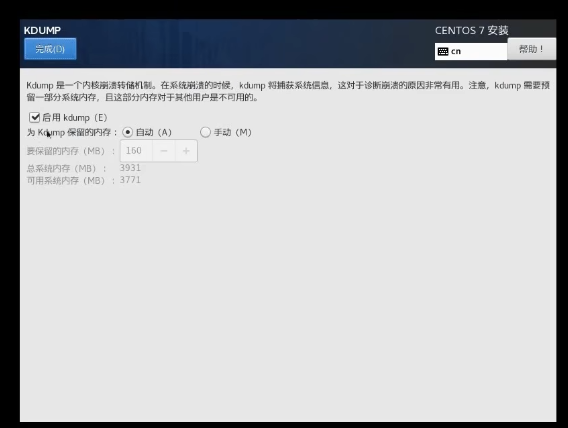 KDUMP
CENTOS 7 安装
完成(D)
cn
帮助！
Kdump 是一个内核崩溃转储机制。在系统崩溃的时候，kdump 将捕获系统信息，这对于诊断崩溃的原因非常有用。注意，kdump 需要预
留一部分系统内存，且这部分内存对于其他用户是不可用的。
启用 kdump（E）
为 Kdump 保留的内存： 自动（A） 手动（M）
要保留的内存（MB）： 160 − +
总系统内存（MB）： 3931
可用系统内存（MB）： 3771